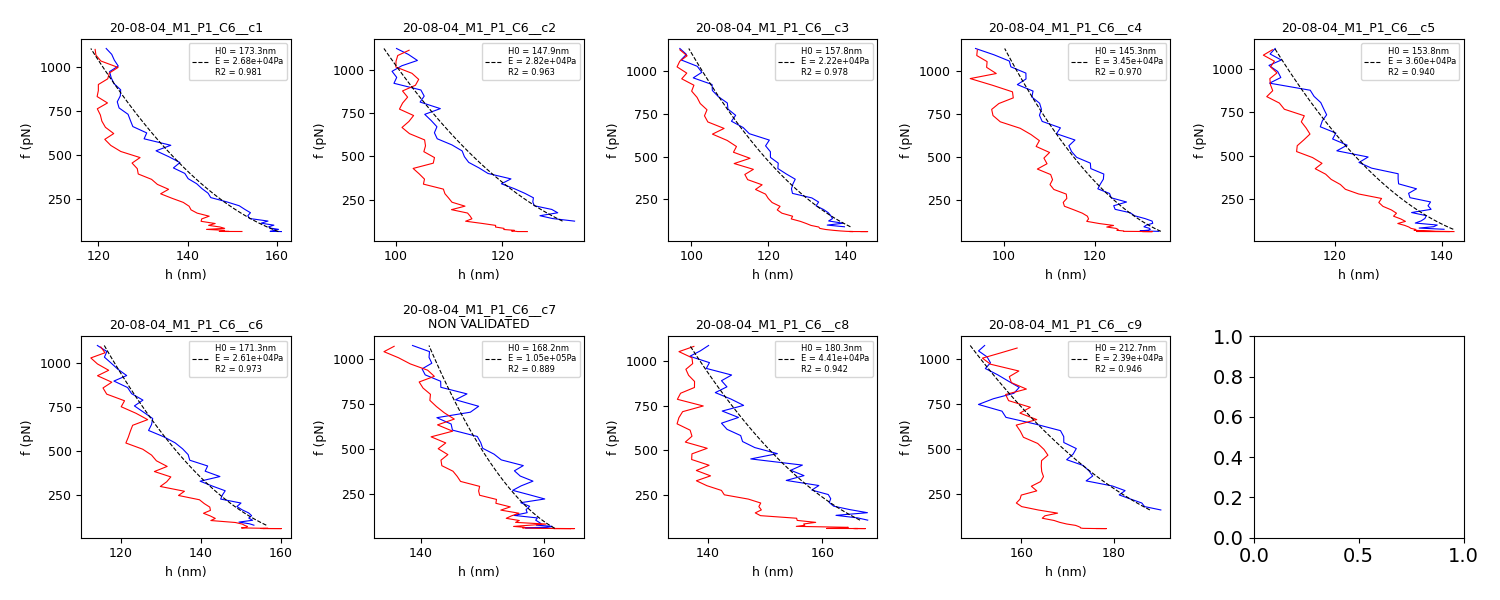 20-08-04_M1_P1_C6__c1
H0 = 173.3nm
E = 2.68e+04Pa
R2 = 0.981
f (pN)
1000
750
500
250
120
140
160
h (nm)
20-08-04_M1_P1_C6__c2
H0 = 147.9nm
E = 2.82e+04Pa
R2 = 0.963
f (pN)
1000
750
500
250
100
120
h (nm)
20-08-04_M1_P1_C6__c3
H0 = 157.8nm
E = 2.22e+04Pa
R2 = 0.978
f (pN)
1000
750
500
250
100
120
140
h (nm)
20-08-04_M1_P1_C6__c4
H0 = 145.3nm
E = 3.45e+04Pa
R2 = 0.970
f (pN)
1000
750
500
250
100
120
h (nm)
20-08-04_M1_P1_C6__c5
H0 = 153.8nm
E = 3.60e+04Pa
R2 = 0.940
f (pN)
1000
750
500
250
120
140
h (nm)
20-08-04_M1_P1_C6__c6
H0 = 171.3nm
E = 2.61e+04Pa
R2 = 0.973
f (pN)
1000
750
500
250
120
140
160
h (nm)
20-08-04_M1_P1_C6__c7
NON VALIDATED
H0 = 168.2nm
E = 1.05e+05Pa
R2 = 0.889
f (pN)
1000
750
500
250
140
160
h (nm)
20-08-04_M1_P1_C6__c8
H0 = 180.3nm
E = 4.41e+04Pa
R2 = 0.942
f (pN)
1000
750
500
250
140
160
h (nm)
20-08-04_M1_P1_C6__c9
H0 = 212.7nm
E = 2.39e+04Pa
R2 = 0.946
f (pN)
1000
750
500
250
160
180
h (nm)
1.0
0.8
0.6
0.4
0.2
0.0
0.0
0.5
1.0